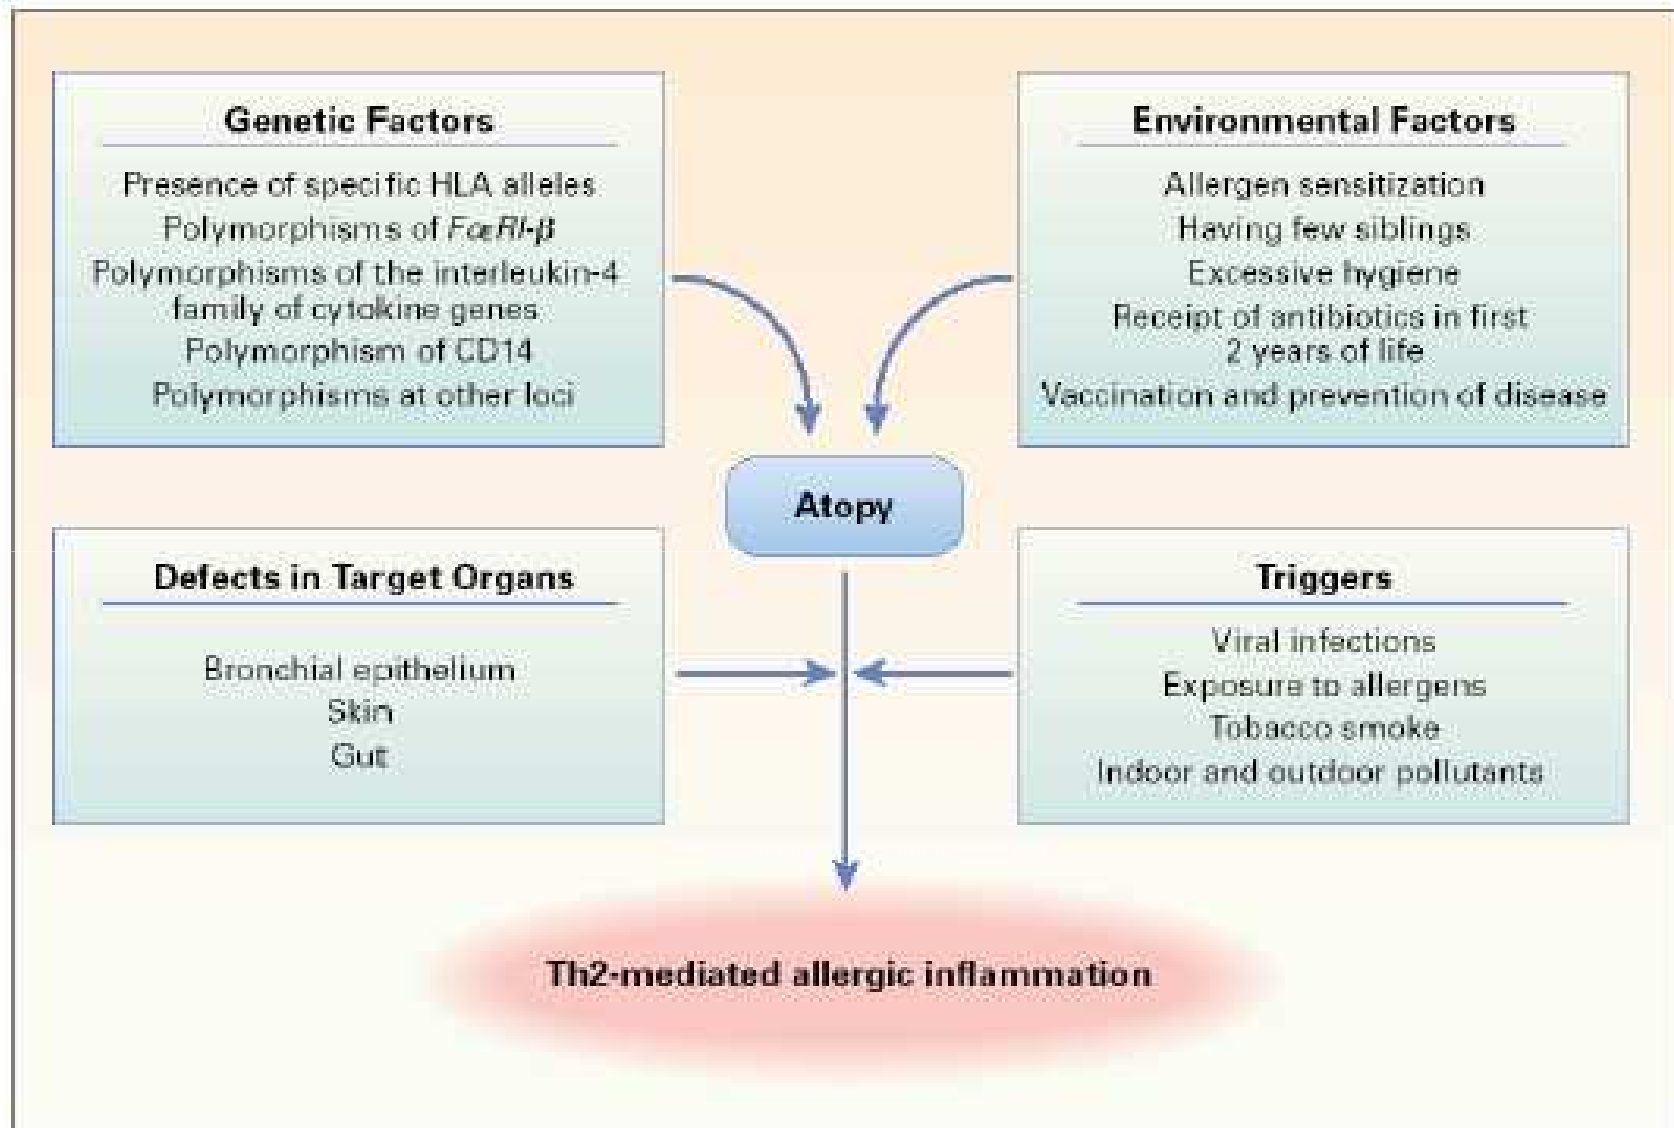 Genetic Factors
Presence of specific HLA alleles
Polymorphisms of FcεRI-β
Polymorphisms of the interleukin-4
family of cytokine genes
Polymorphism of CD14
Polymorphisms at other loci
Environmental Factors
Allergen sensitization
Having few siblings
Excessive hygiene
Receipt of antibiotics in first
2 years of life
Vaccination and prevention of disease
Atopy
Defects in Target Organs
Bronchial epithelium
Skin
Gut
Triggers
Viral infections
Exposure to allergens
Tobacco smoke
Indoor and outdoor pollutants
Th2-mediated allergic inflammation